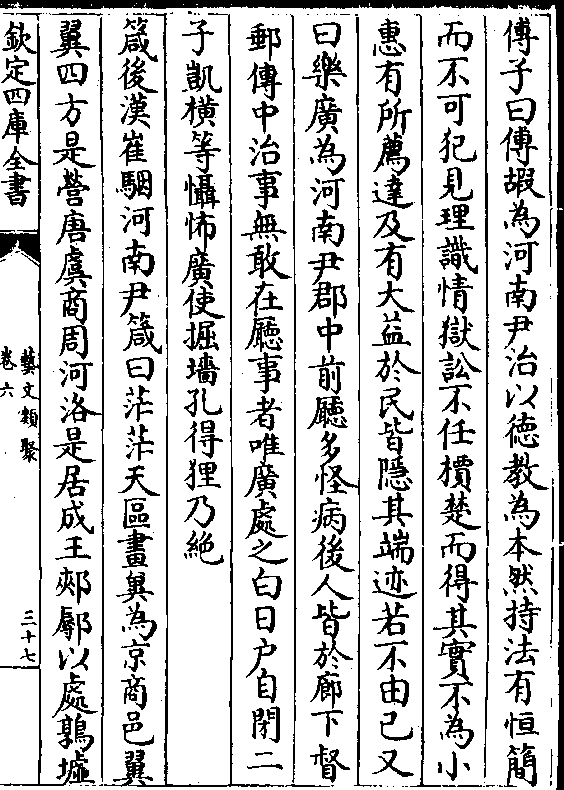 傅子曰傅嘏為河南尹治以徳教為本然持法有恒簡
而不可犯見理識情獄訟不任檟楚而得其實不為小
惠有所薦達及有大益於民皆隱其端迹若不由己又
曰樂廣為河南尹郡中前廳多怪病後人皆於廊下督
郵傳中治事無敢在廳事者唯廣處之白日户自閉二
子凱横等懾怖廣使掘墻孔得狸乃絶
箴後漢崔駰河南尹箴曰茫茫天區畫兾為京商邑翼
翼四方是營唐虞商周河洛是居成王郟鄏以處鶉墟
欽定四庫全書
藝文類聚
卷六
三十七